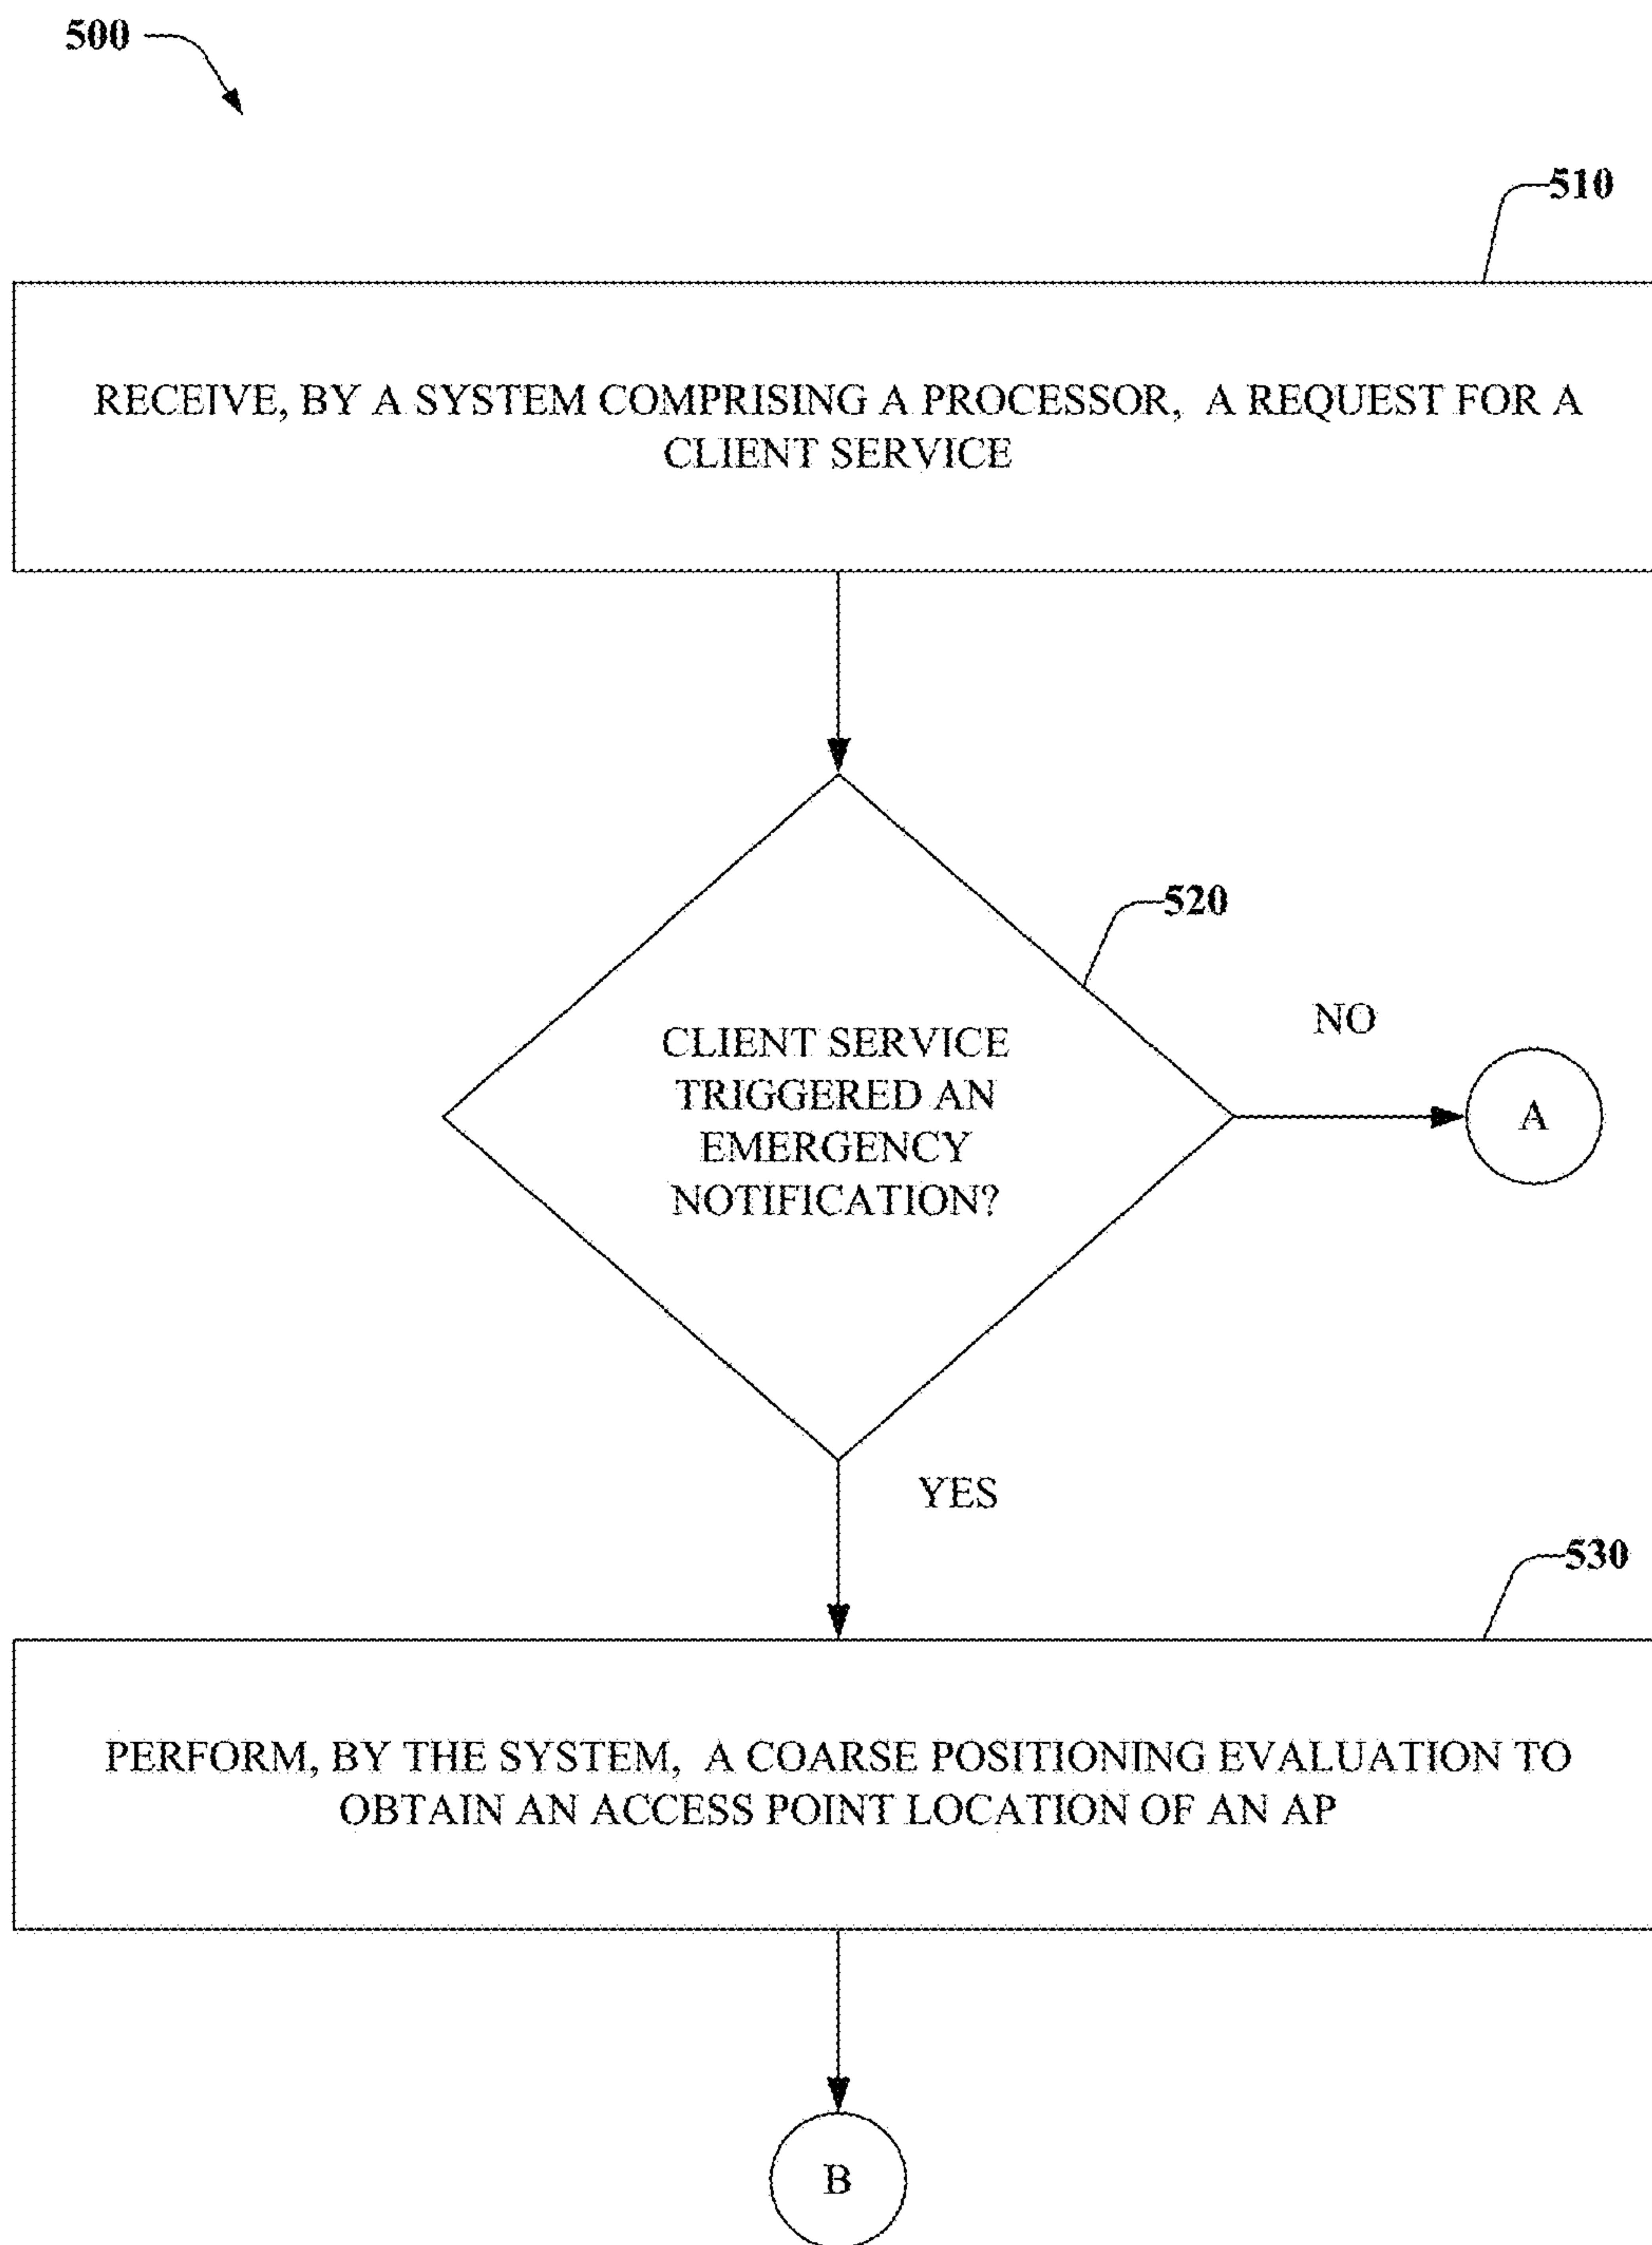 500
510
RECEIVE, BY A SYSTEM COMPRISING A PROCESSOR, A REQUEST FOR A
CLIENT SERVICE
520
CLIENT SERVICE
TRIGGERED AN
EMERGENCY
NOTIFICATION?
NO
A
YES
530
PERFORM, BY THE SYSTEM, A COARSE POSITIONING EVALUATION TO
OBTAIN AN ACCESS POINT LOCATION OF AN AP
B